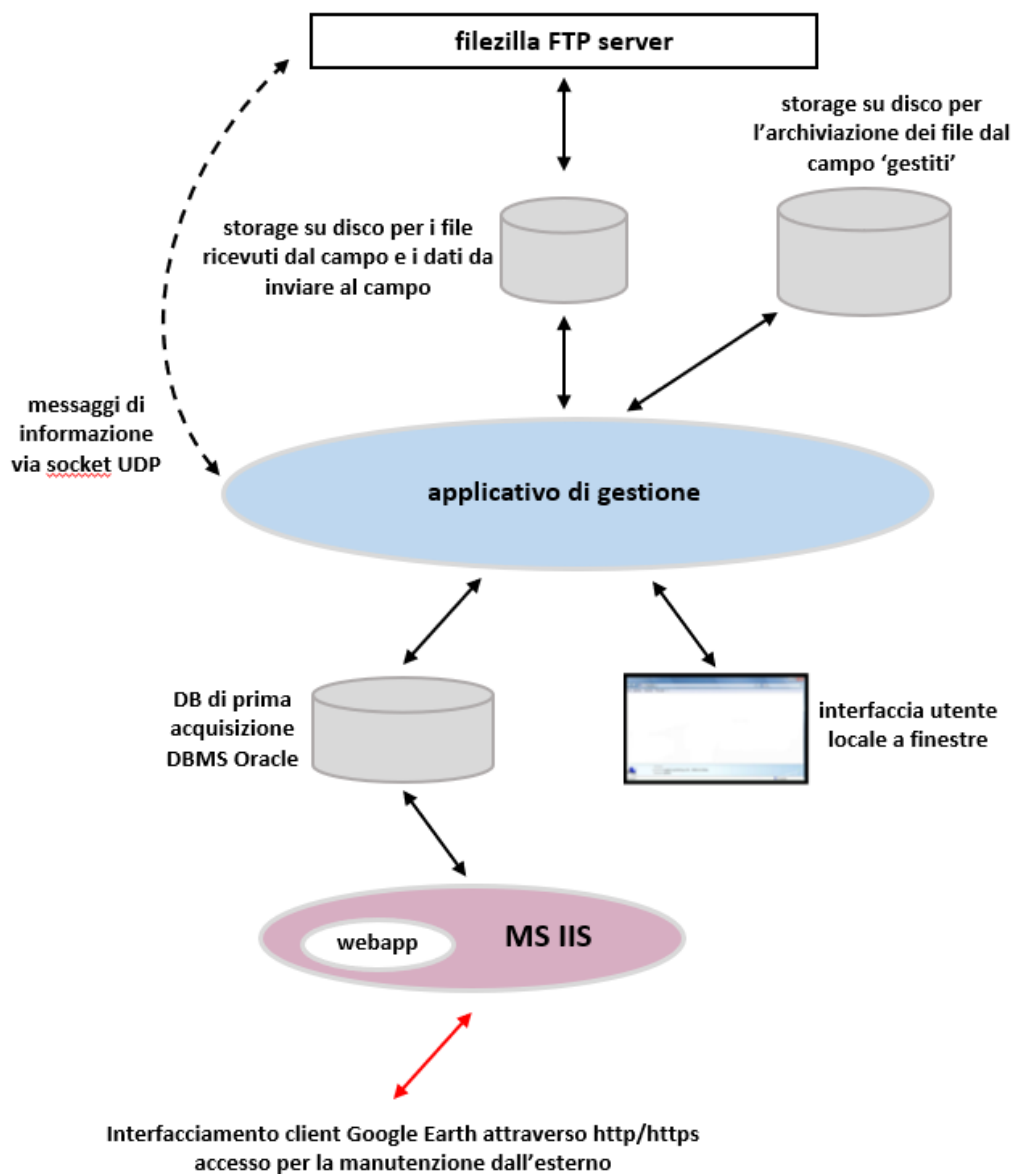 filezilla FTP server
storage su disco per
l’archiviazione dei file dal
campo ‘gestiti’
storage su disco per i file
ricevuti dal campo e i dati da
inviare al campo
messaggi di
informazione
via socket UDP
applicativo di gestione
DB di prima
acquisizione
DBMS Oracle
interfaccia utente
locale a finestre
webapp
MS IIS
Interfacciamento client Google Earth attraverso http/https
accesso per la manutenzione dall’esterno